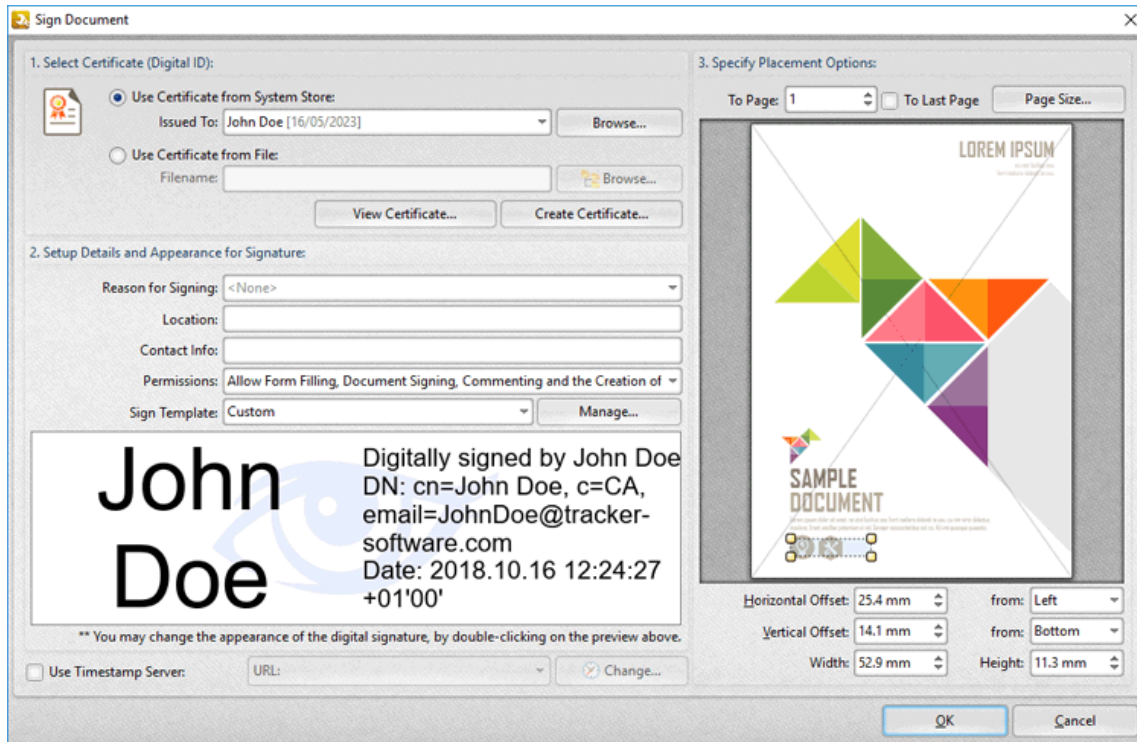 Sign Document
1. Select Certificate (Digital ID):
Use Certificate from System Store:
Issued To: John Doe [16/05/2023]
Browse...
Use Certificate from File:
Filename:
Browse...
View Certificate...
Create Certificate...
2. Setup Details and Appearance for Signature:
Reason for Signing: <None>
Location:
Contact Info:
Permissions: Allow Form Filling, Document Signing, Commenting and the Creation of
Sign Template: Custom
Manage...
John
Doe
Digitally signed by John Doe
DN: cn=John Doe, c=CA,
email=JohnDoe@tracker-
software.com
Date: 2018.10.16 12:24:27
+01'00'
** You may change the appearance of the digital signature, by double-clicking on the preview above.
Use Timestamp Server:
URL:
Change...
3. Specify Placement Options:
To Page: 1
To Last Page
Page Size...
LOREM IPSUM
SAMPLE
DOCUMENT
Horizontal Offset: 25.4 mm from: Left
Vertical Offset: 14.1 mm from: Bottom
Width: 52.9 mm Height: 11.3 mm
OK
Cancel